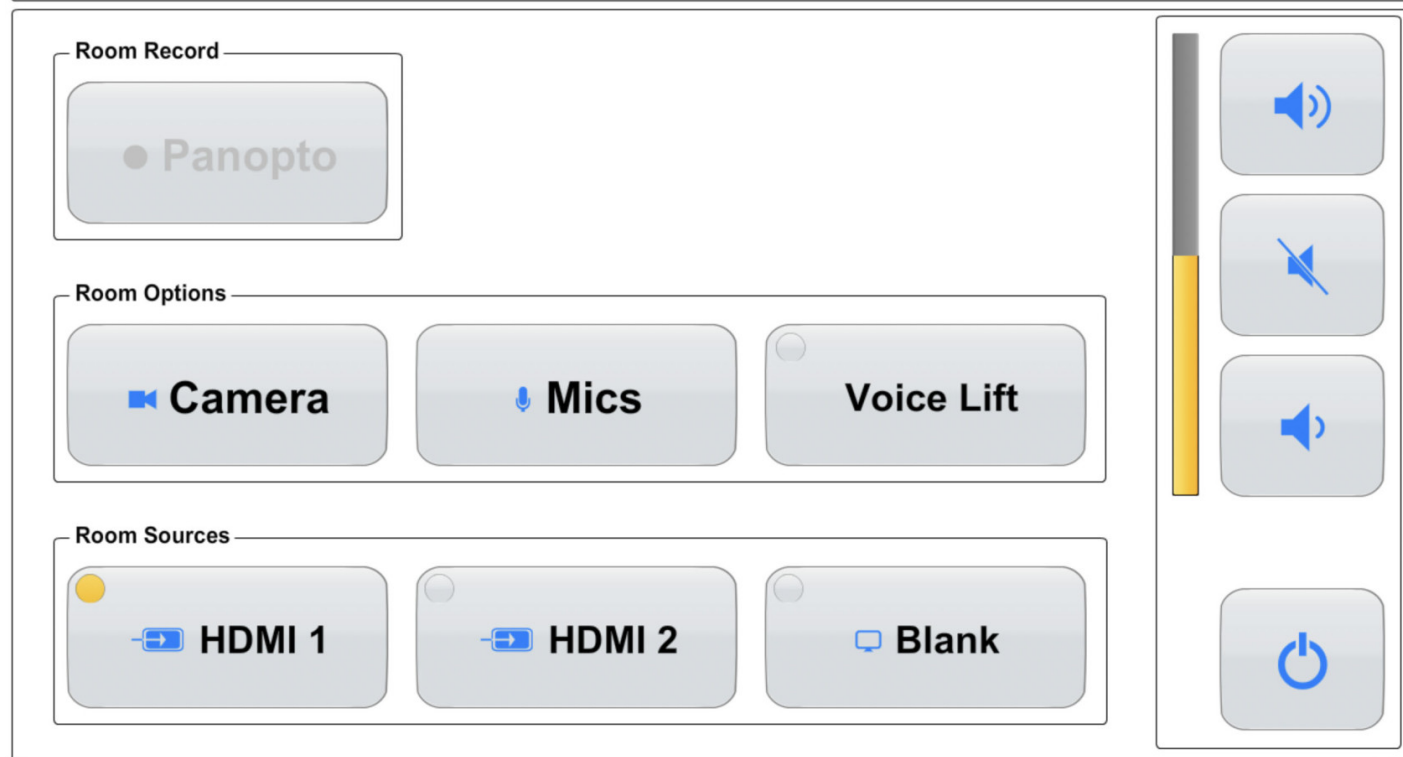 Room Record
Panopto
Room Options
Camera
Mics
Voice Lift
Room Sources
HDMI 1
HDMI 2
Blank